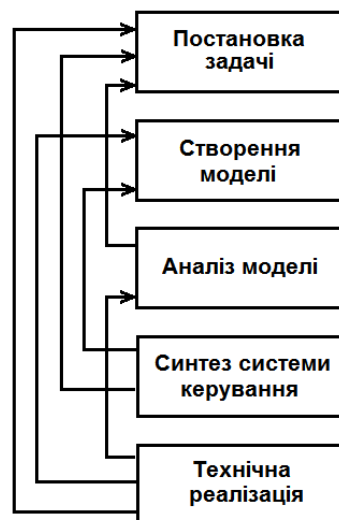 Постановка
задачі
Створення
моделі
Аналіз моделі
Синтез системи
керування
Технічна
реалізація